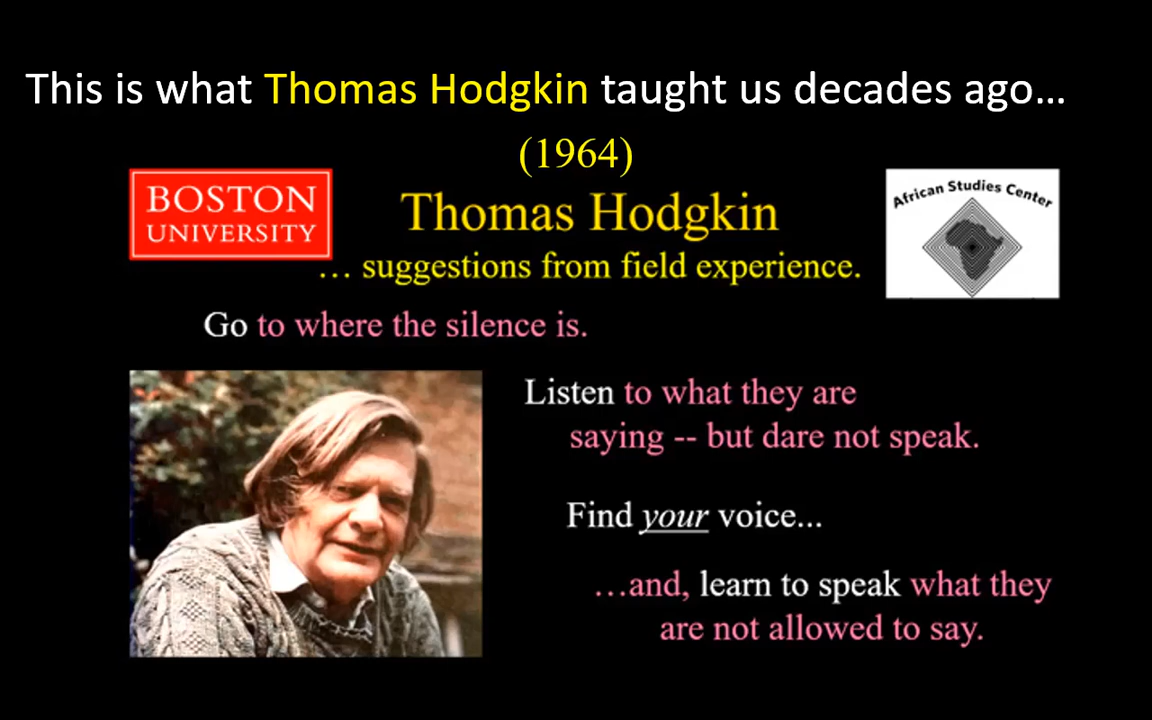 This is what Thomas Hodgkin taught us decades ago...
(1964)
BOSTON
UNIVERSITY
Thomas Hodgkin
African Studies Center
... suggestions from field experience.
Go to where the silence is.
Listen to what they are
saying -- but dare not speak.
Find your voice...
...and, learn to speak what they
are not allowed to say.